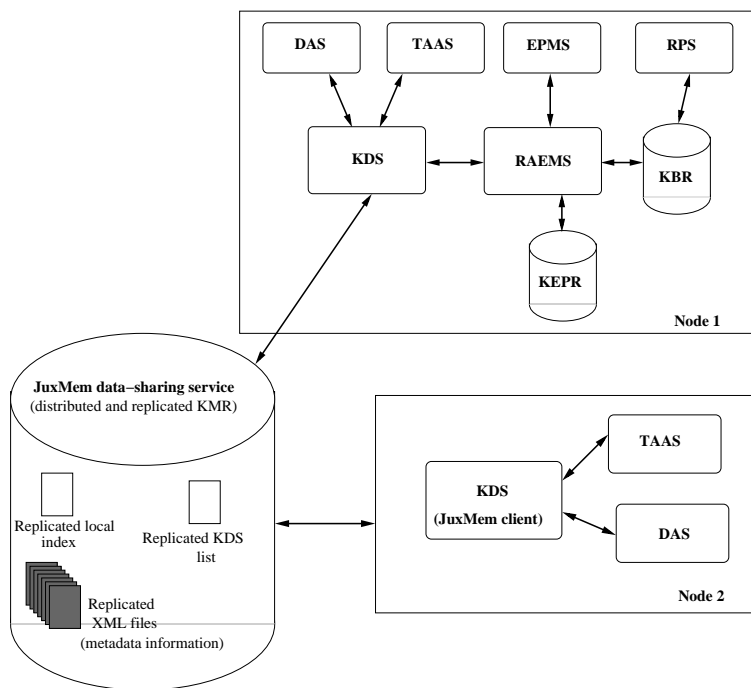 DAS
TAAS
EPMS
RPS
KDS
RAEMS
KBR
KEPR
Node 1
JuxMem data−sharing service
(distributed and replicated KMR)
Replicated local
index
Replicated KDS
list
Replicated
XML files
(metadata information)
TAAS
KDS
(JuxMem client)
DAS
Node 2